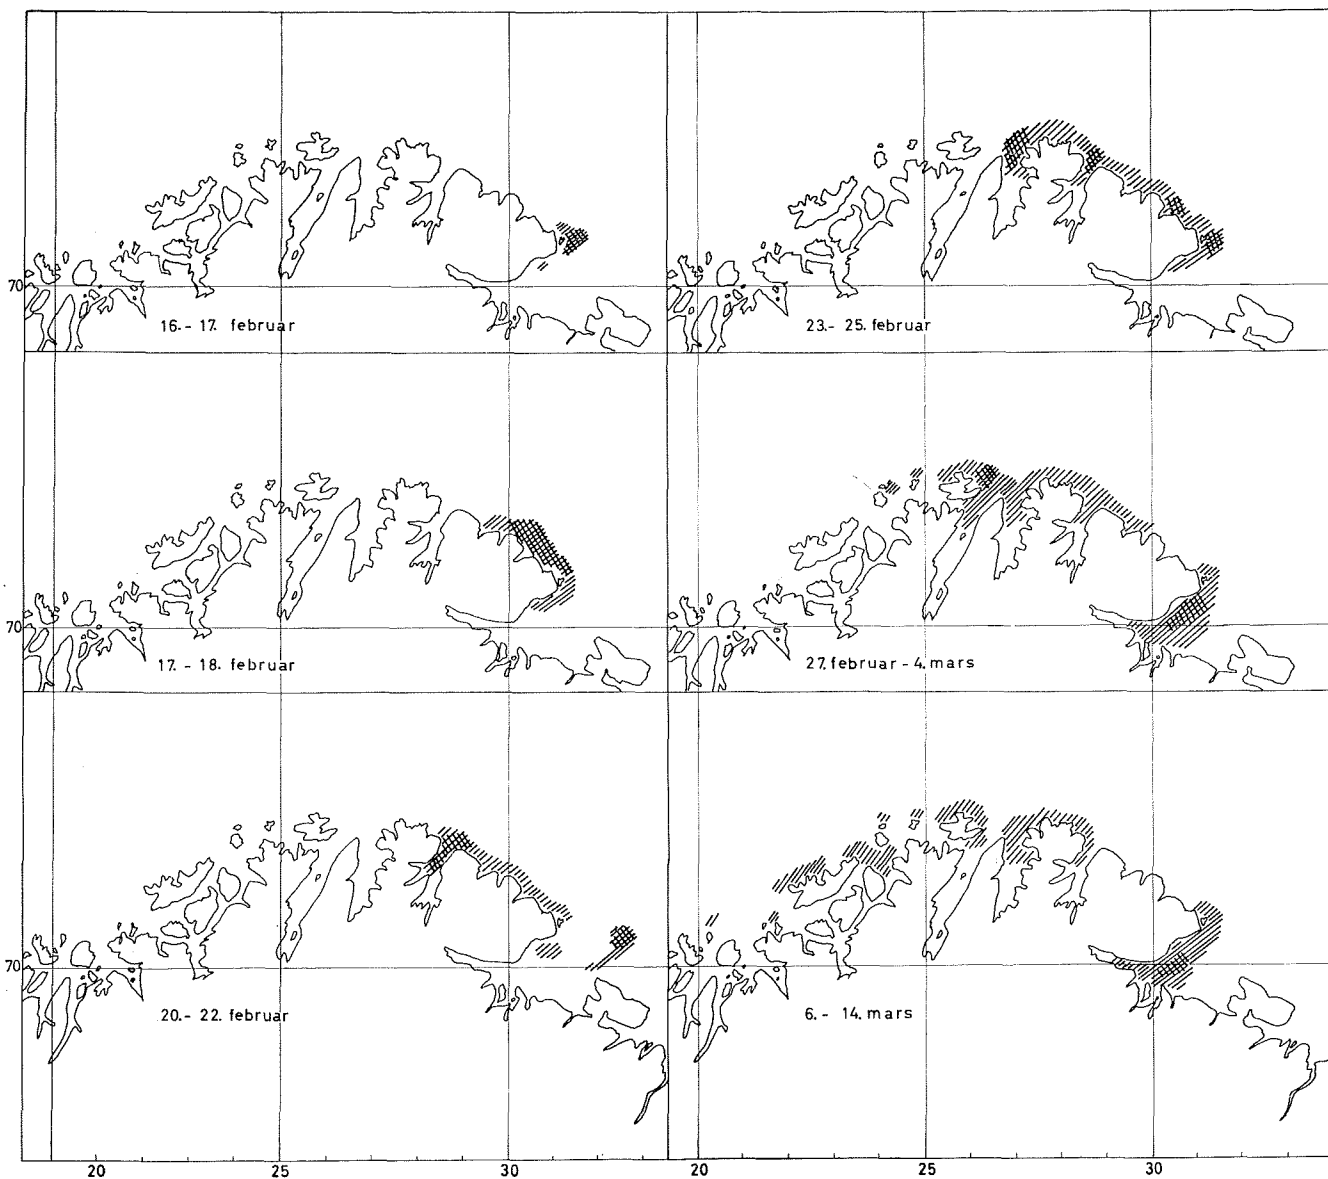 70
16.- 17. februar
23.- 25. februar
70
17. - 18. februar
27. februar - 4. mars
70
20.- 22. februar
6. - 14. mars
20 25 30 20 25 30